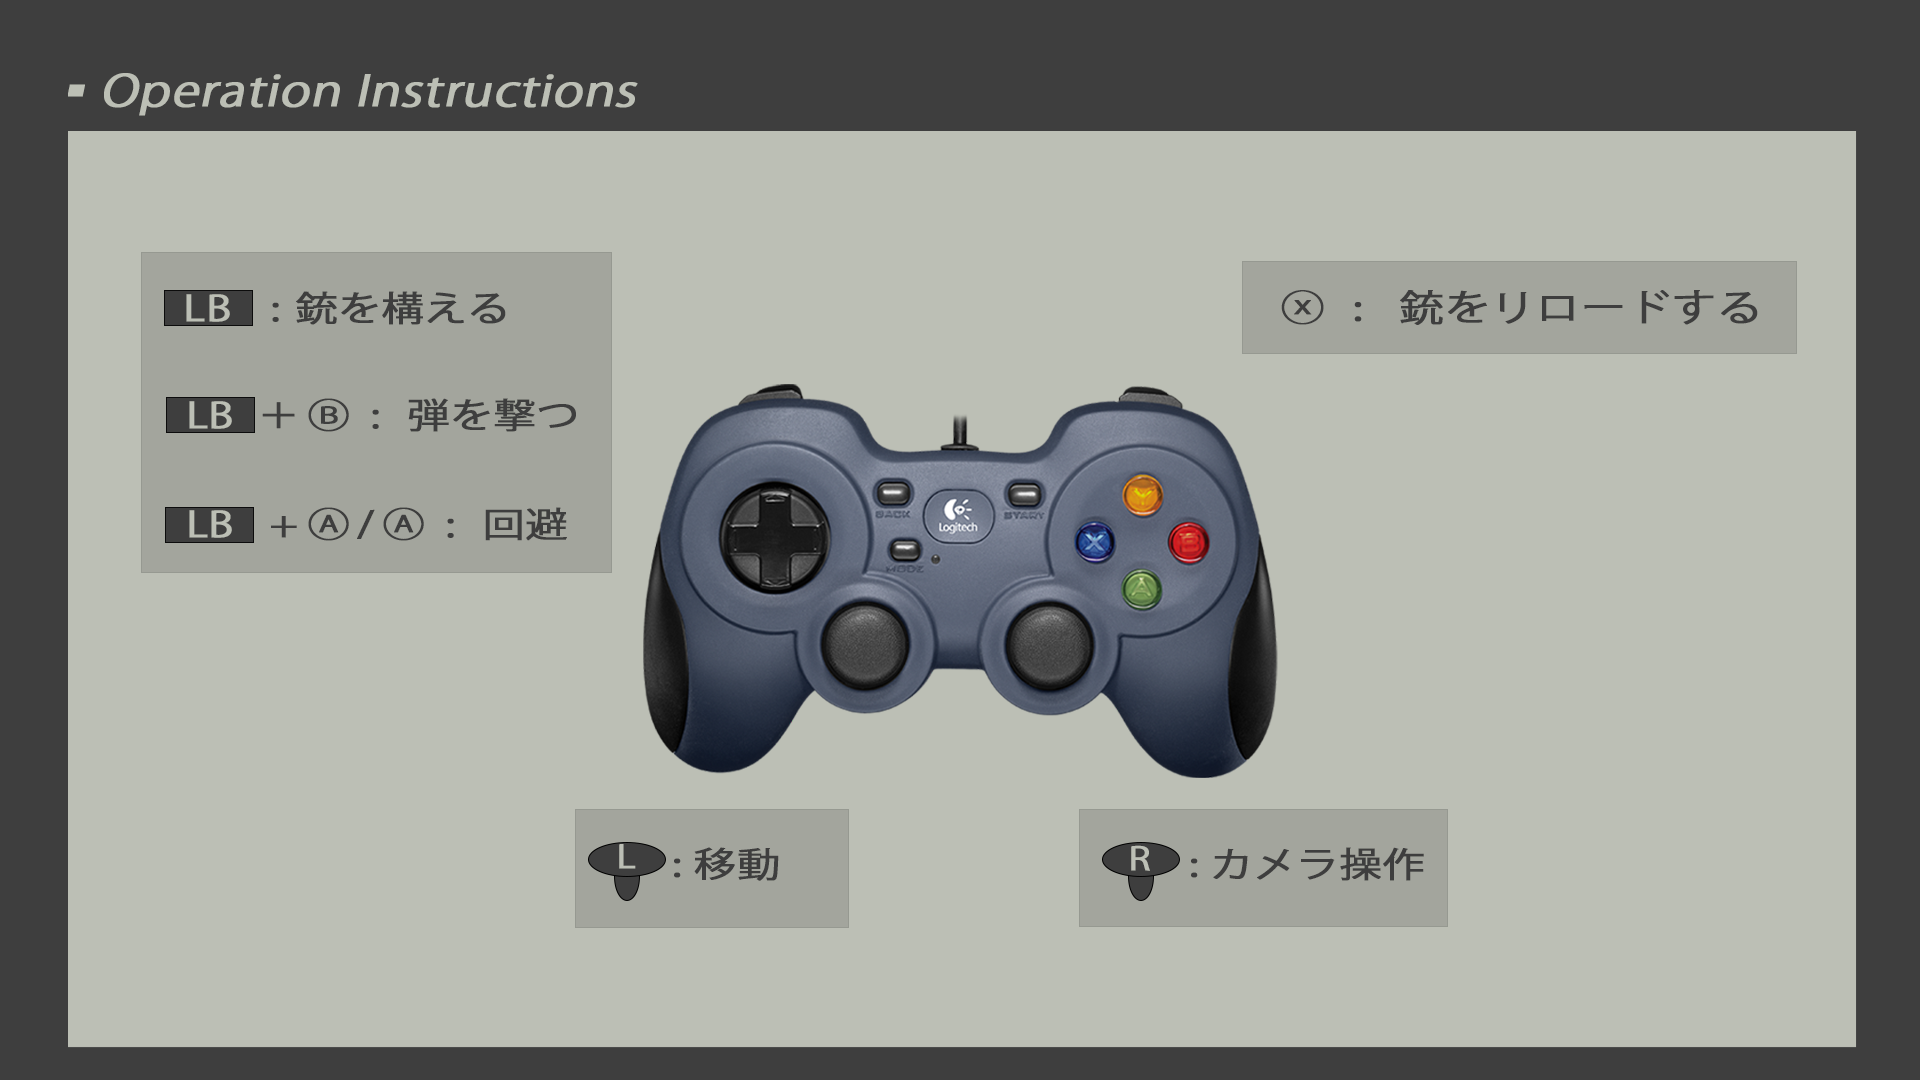 ▪ Operation Instructions
LB : 銃を構える
LB + Ⓑ : 弾を撃つ
LB + Ⓐ / Ⓐ : 回避
ⓧ : 銃をリロードする
BACK
START
Logitech
MODE
Y
X
B
A
L : 移動
R : カメラ操作